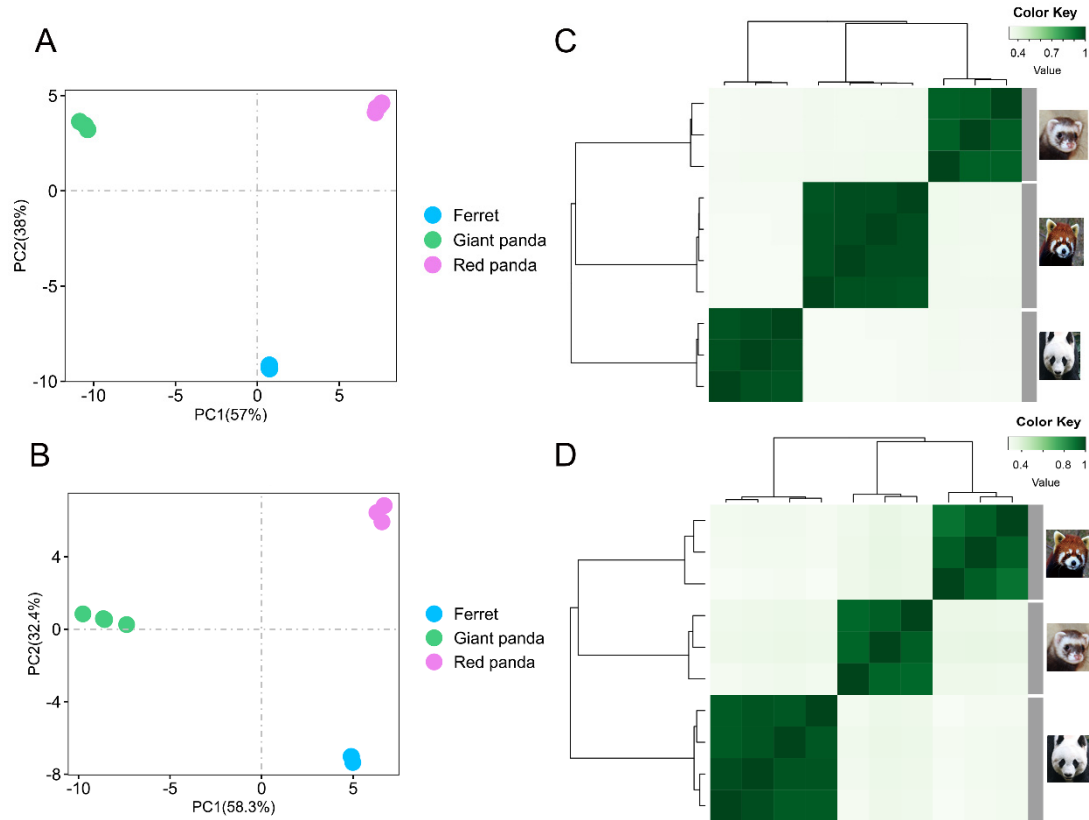 A
5
0
-5
-10
-10
-5
0
5
PC2(38%)
PC1(57%)
Ferret
Giant panda
Red panda
C
Color Key
0.4
0.7
1
Value
B
4
0
-4
-8
-10
-5
0
5
PC2(32.4%)
PC1(58.3%)
Ferret
Giant panda
Red panda
D
Color Key
0.4
0.8
1
Value